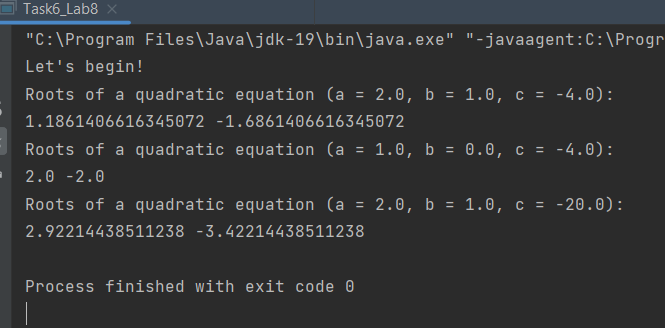 Task6_Lab8 ×
"C:\Program Files\Java\jdk-19\bin\java.exe" "-javaagent:C:\Progr
Let's begin!
Roots of a quadratic equation (a = 2.0, b = 1.0, c = -4.0):
1.1861406616345072 -1.6861406616345072
Roots of a quadratic equation (a = 1.0, b = 0.0, c = -4.0):
2.0 -2.0
Roots of a quadratic equation (a = 2.0, b = 1.0, c = -20.0):
2.92214438511238 -3.42214438511238
Process finished with exit code 0